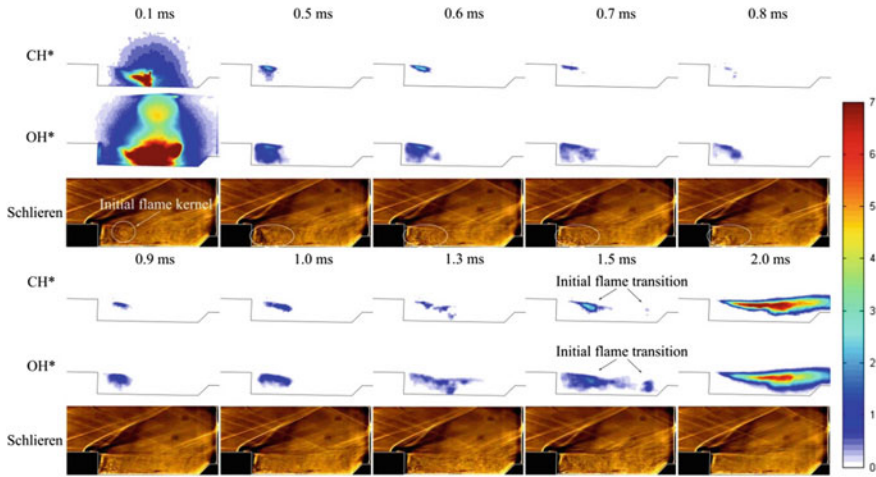 0.1 ms 0.5 ms 0.6 ms 0.7 ms 0.8 ms
CH*
OH*
Schlieren
Initial flame kernel
0.9 ms 1.0 ms 1.3 ms 1.5 ms 2.0 ms
CH*
Initial flame transition
OH*
Initial flame transition
Schlieren
7
6
5
4
3
2
1
0